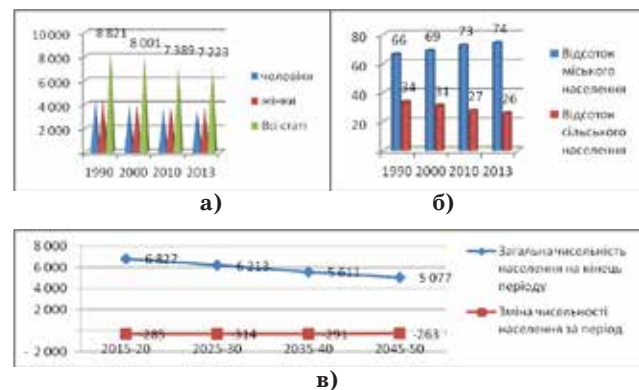 10 000
8 000
6 000
4 000
2 000
8 821
8 001
7 389
7 223
1990 2000 2010 2013
чоловіки
жінки
Всі статі
а)
80
60
40
20
66
69
73
74
34
31
27
26
1990 2000 2010 2013
Відсоток
міського
населення
Відсоток
сільського
населення
б)
8 000
6 000
4 000
2 000
- 2 000
6 827
6 213
5 611
5 077
-285
-314
-291
-263
2015-20 2025-30 2035-40 2045-50
Загальна чисельність
населення на кінець
періоду
Зміна чисельності
населення за період
в)